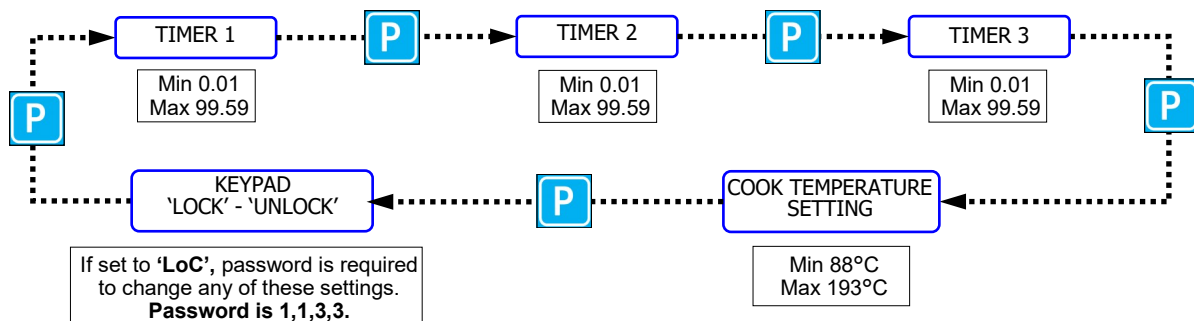 TIMER 1
P
TIMER 2
P
TIMER 3
Min 0.01
Max 99.59
Min 0.01
Max 99.59
Min 0.01
Max 99.59
P
P
KEYPAD
‘LOCK’ - ‘UNLOCK’
P
COOK TEMPERATURE
SETTING
If set to ‘LoC’, password is required
to change any of these settings.
Password is 1,1,3,3.
Min 88°C
Max 193°C